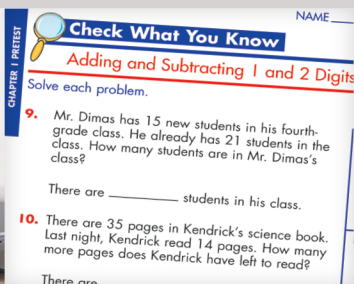 NAME
Check What You Know
Adding and Subtracting 1 and 2 Digits
CHAPTER 1 PRETEST
Solve each problem.
9. Mr. Dimas has 15 new students in his fourth-
grade class. He already has 21 students in the
class. How many students are in Mr. Dimas's
class?
There are __________ students in his class.
10. There are 35 pages in Kendrick's science book.
Last night, Kendrick read 14 pages. How many
more pages does Kendrick have left to read?
There are